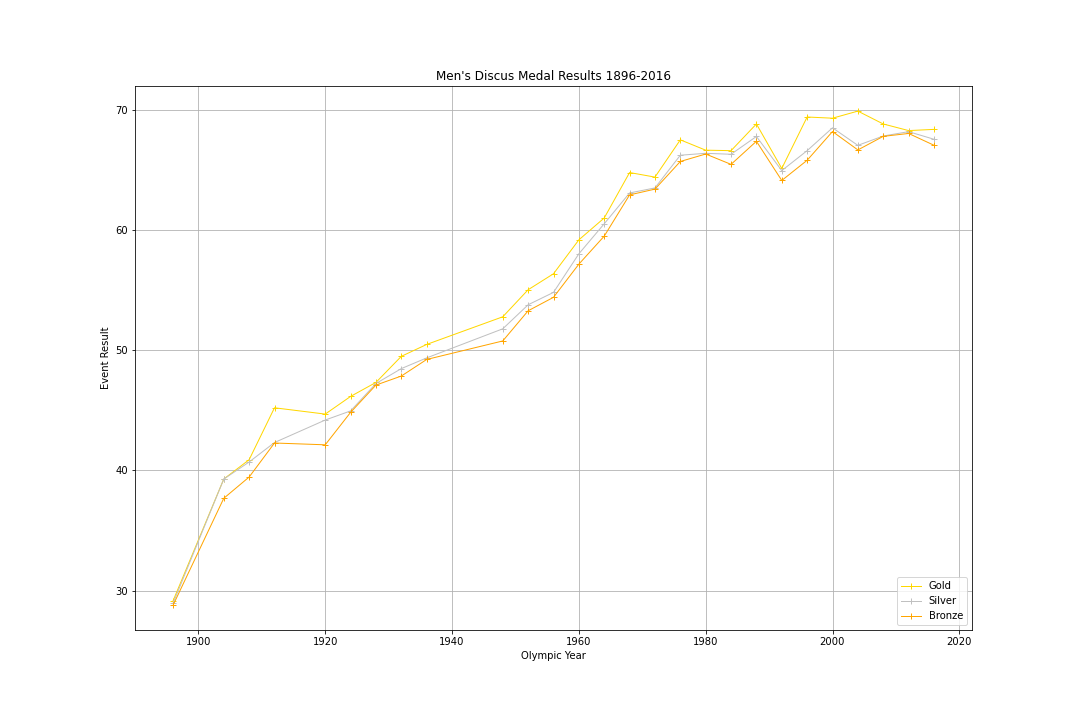 Men's Discus Medal Results 1896-2016
70
60
50
40
30
Event Result
1900 1920 1940 1960 1980 2000 2020
Olympic Year
Gold
Silver
Bronze